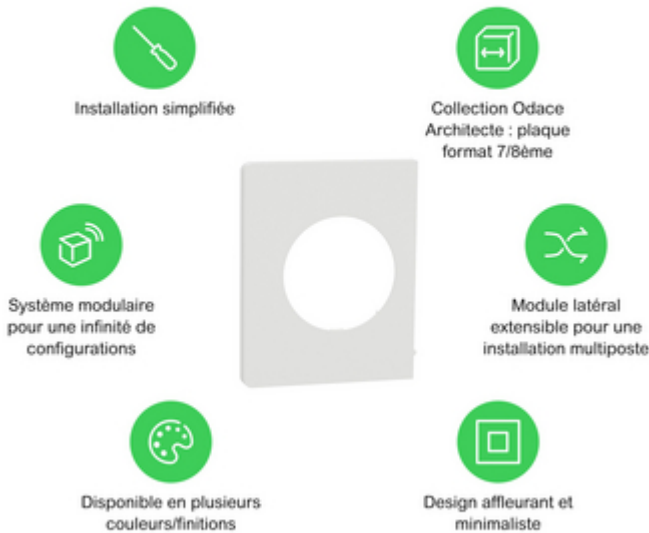 Installation simplifiée
Collection Odace
Architecte : plaque
format 7/8ème
Système modulaire
pour une infinité de
configurations
Module latéral
extensible pour une
installation multiposte
Disponible en plusieurs
couleurs/finitions
Design affleurant et
minimaliste